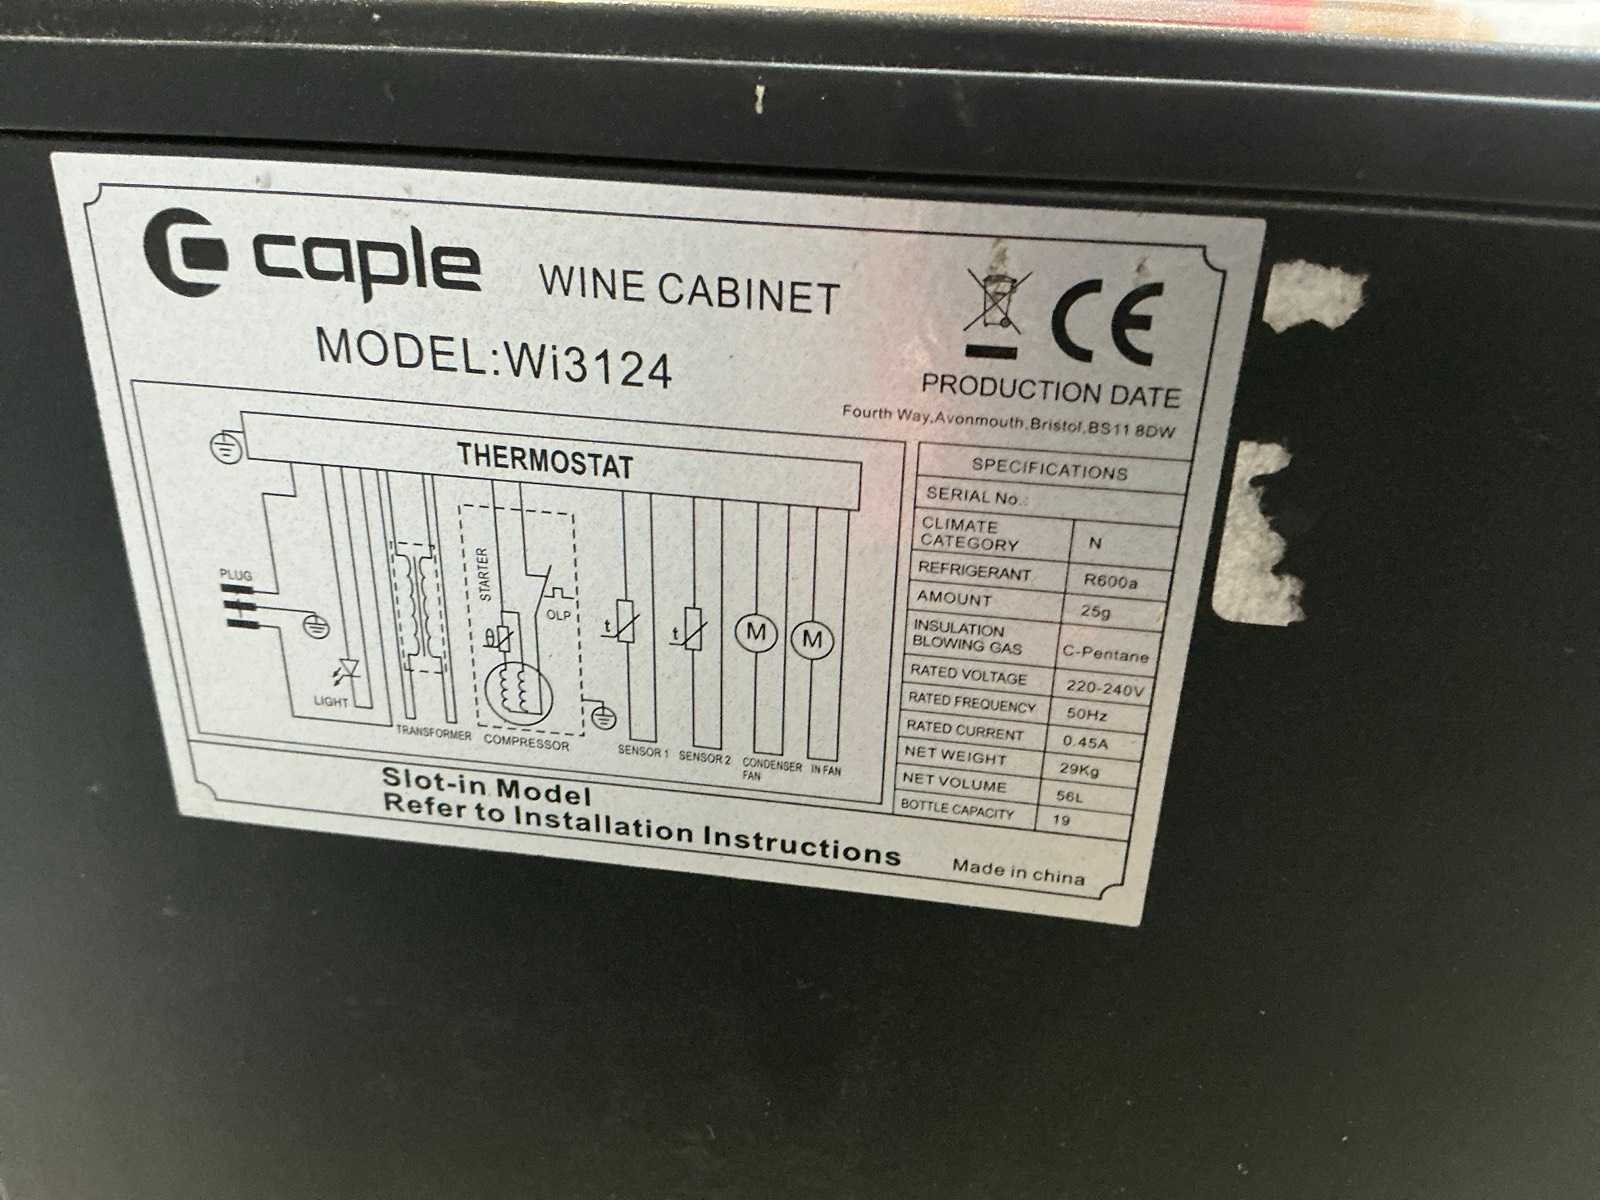 caple WINE CABINET
MODEL:Wi3124
CE
PRODUCTION DATE
Fourth Way,Avonmouth,Bristol,BS11 8DW
THERMOSTAT
PLUG
LIGHT
TRANSFORMER
STARTER
θ
OLP
COMPRESSOR
t
SENSOR 1
t
SENSOR 2
M
CONDENSER
FAN
M
IN FAN
SPECIFICATIONS
SERIAL No.:
CLIMATE
CATEGORY N
REFRIGERANT R600a
AMOUNT 25g
INSULATION
BLOWING GAS C-Pentane
RATED VOLTAGE 220-240V
RATED FREQUENCY 50Hz
RATED CURRENT 0.45A
NET WEIGHT 29Kg
NET VOLUME 56L
BOTTLE CAPACITY 19
Slot-in Model
Refer to Installation Instructions
Made in china